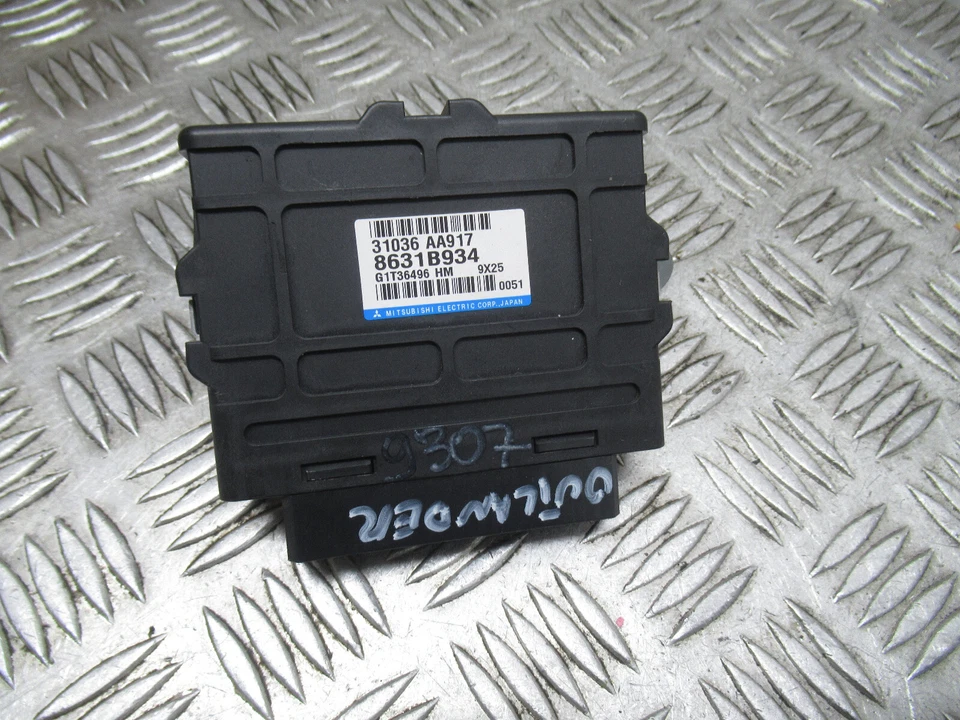 31036 AA917
8631B934
G1T36496 HM 9X25
0051
MITSUBISHI ELECTRIC CORP., JAPAN
9307
OUTLANDER